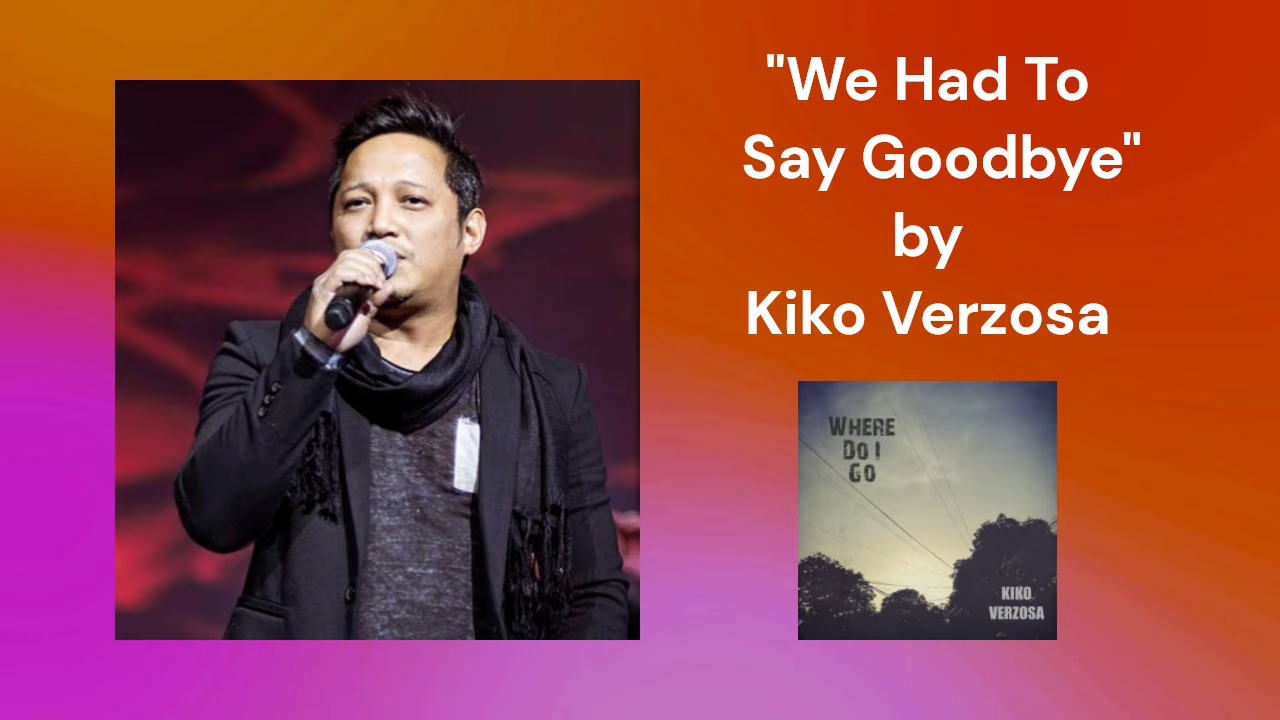 "We Had To
Say Goodbye"
by
Kiko Verzosa
WHERE
DO I
GO
KIKO
VERZOSA